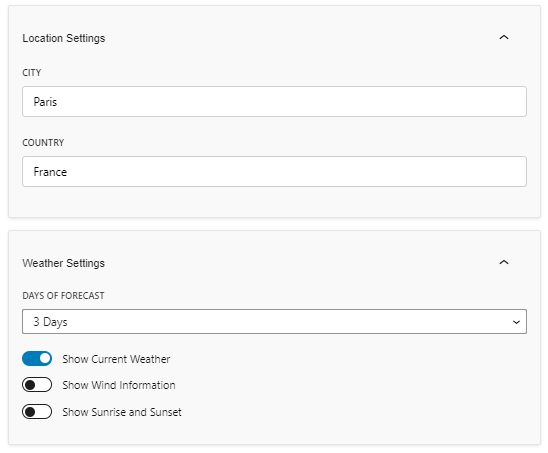 Location Settings
CITY
Paris
COUNTRY
France
Weather Settings
DAYS OF FORECAST
3 Days
Show Current Weather
Show Wind Information
Show Sunrise and Sunset